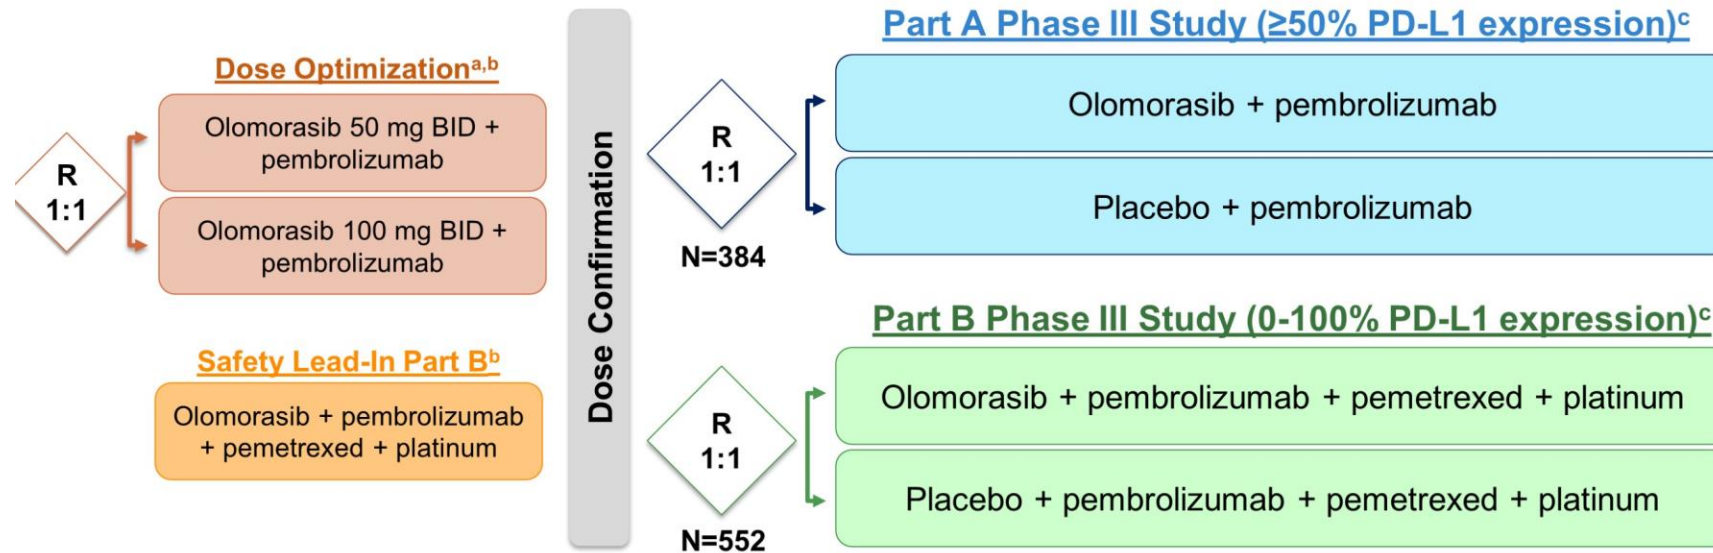 Dose Optimizationa,b
R
1:1
Olomorasib 50 mg BID +
pembrolizumab
Olomorasib 100 mg BID +
pembrolizumab
Safety Lead-In Part Bb
Olomorasib + pembrolizumab
+ pemetrexed + platinum
Dose Confirmation
Part A Phase III Study (≥50% PD-L1 expression)c
R
1:1
N=384
Olomorasib + pembrolizumab
Placebo + pembrolizumab
Part B Phase III Study (0-100% PD-L1 expression)c
R
1:1
N=552
Olomorasib + pembrolizumab + pemetrexed + platinum
Placebo + pembrolizumab + pemetrexed + platinum